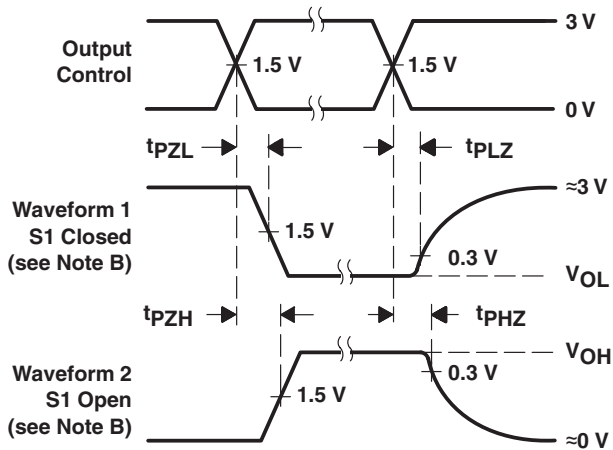 3 V
Output
Control
1.5 V
1.5 V
0 V
tPZL
tPLZ
≈3 V
Waveform 1
S1 Closed
(see Note B)
1.5 V
0.3 V
VOL
tPZH
tPHZ
VOH
Waveform 2
S1 Open
(see Note B)
1.5 V
0.3 V
≈0 V